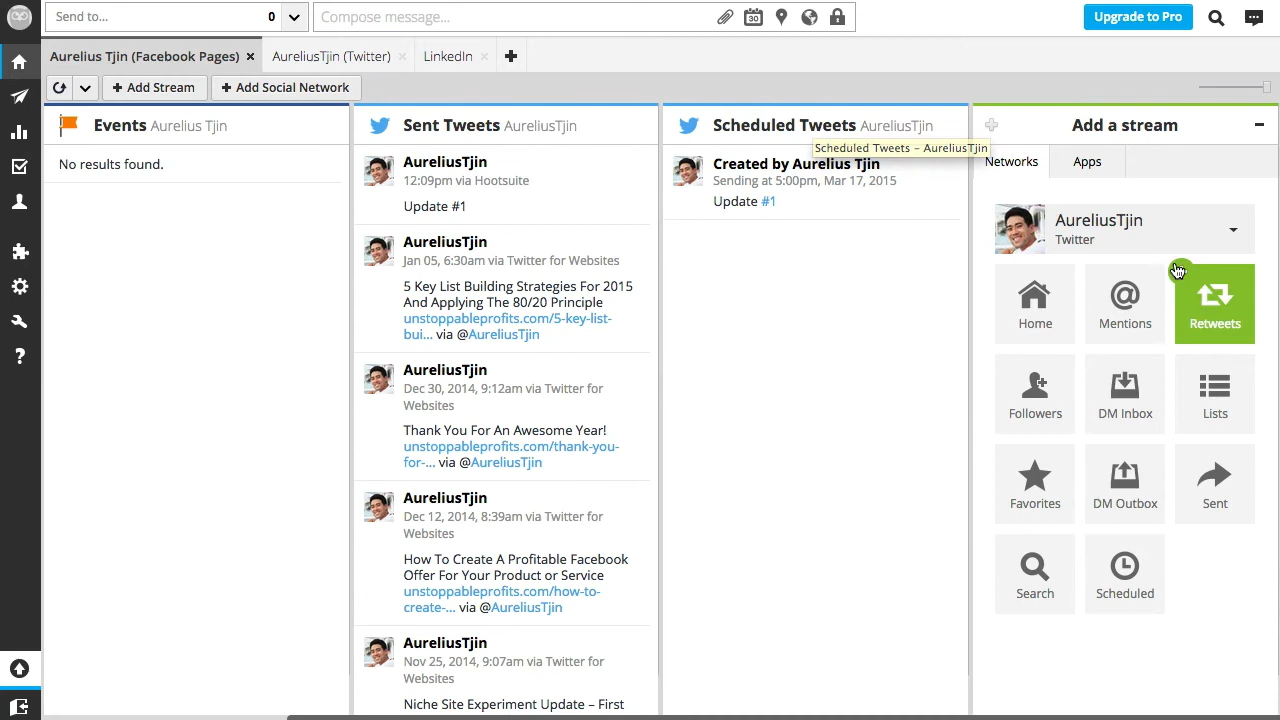 Send to... 0
Compose message...
30
Upgrade to Pro
Aurelius Tjin (Facebook Pages) ×
AureliusTjin (Twitter) ×
LinkedIn ×
Add Stream
Add Social Network
Events Aurelius Tjin
No results found.
Sent Tweets AureliusTjin
AureliusTjin
12:09pm via Hootsuite
Update #1
AureliusTjin
Jan 05, 6:30am via Twitter for Websites
5 Key List Building Strategies For 2015
And Applying The 80/20 Principle
unstoppableprofits.com/5-key-list-
bui... via @AureliusTjin
AureliusTjin
Dec 30, 2014, 9:12am via Twitter for
Websites
Thank You For An Awesome Year!
unstoppableprofits.com/thank-you-
for-... via @AureliusTjin
AureliusTjin
Dec 12, 2014, 8:39am via Twitter for
Websites
How To Create A Profitable Facebook
Offer For Your Product or Service
unstoppableprofits.com/how-to-
create-... via @AureliusTjin
AureliusTjin
Nov 25, 2014, 9:07am via Twitter for
Websites
Niche Site Experiment Update – First
Scheduled Tweets AureliusTjin
Scheduled Tweets – AureliusTjin
Created by Aurelius Tjin
Sending at 5:00pm, Mar 17, 2015
Update #1
Add a stream
Networks
Apps
AureliusTjin
Twitter
Home
Mentions
Retweets
Followers
DM Inbox
Lists
Favorites
DM Outbox
Sent
Search
Scheduled